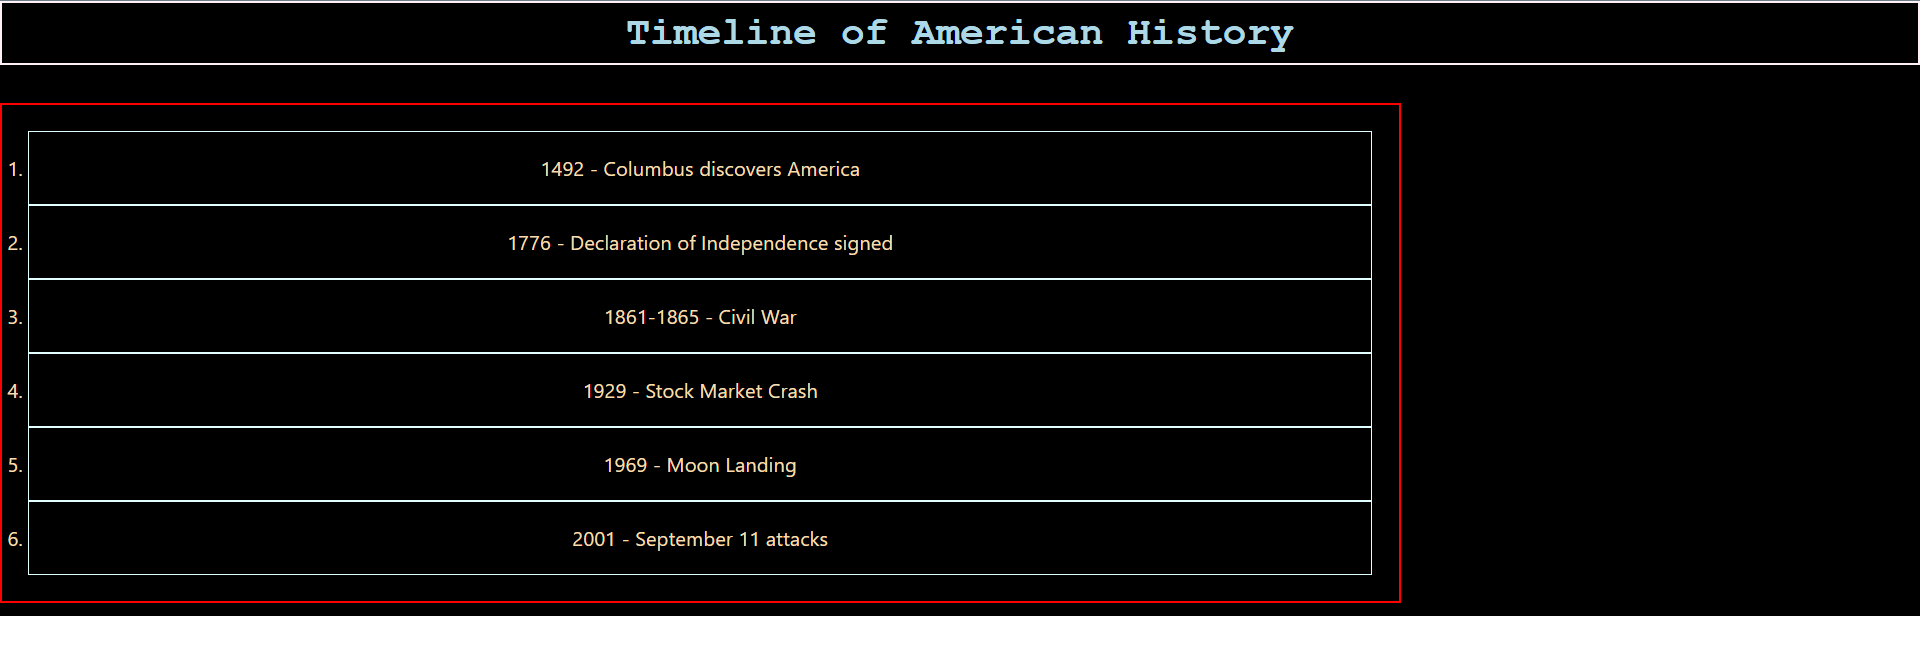 Timeline of American History
1. 1492 - Columbus discovers America
2. 1776 - Declaration of Independence signed
3. 1861-1865 - Civil War
4. 1929 - Stock Market Crash
5. 1969 - Moon Landing
6. 2001 - September 11 attacks